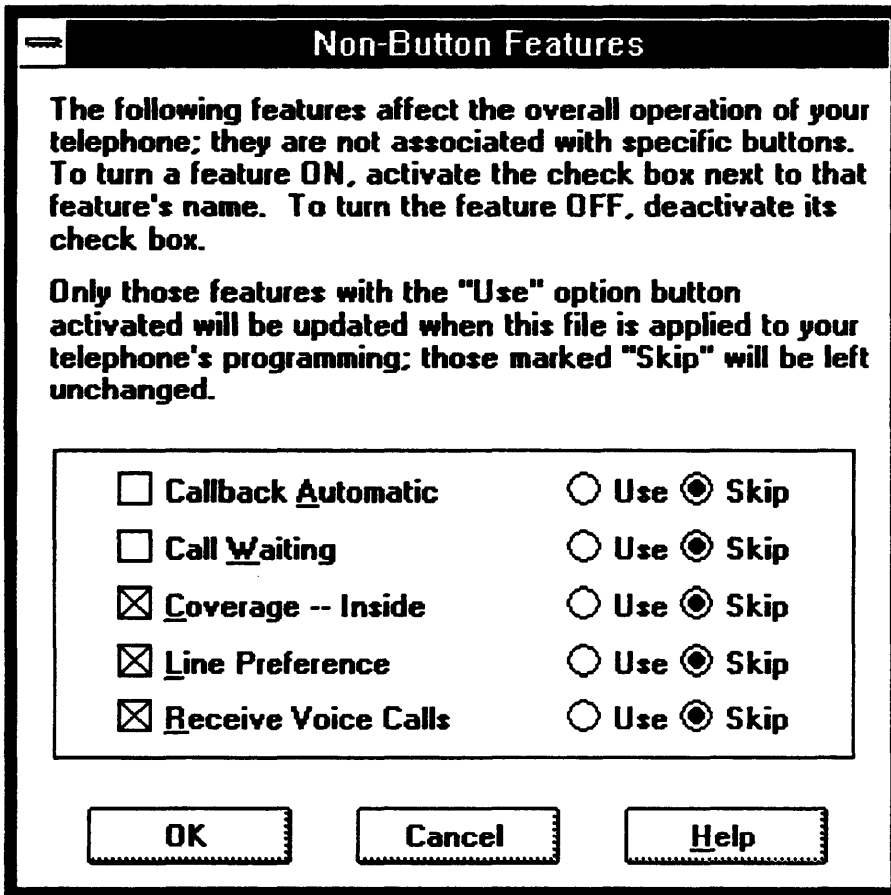 Non-Button Features
The following features affect the overall operation of your
telephone; they are not associated with specific buttons.
To turn a feature ON, activate the check box next to that
feature's name. To turn the feature OFF, deactivate its
check box.
Only those features with the "Use" option button
activated will be updated when this file is applied to your
telephone's programming; those marked "Skip" will be left
unchanged.
Callback Automatic Use Skip
Call Waiting Use Skip
Coverage -- Inside Use Skip
Line Preference Use Skip
Receive Voice Calls Use Skip
OK Cancel Help